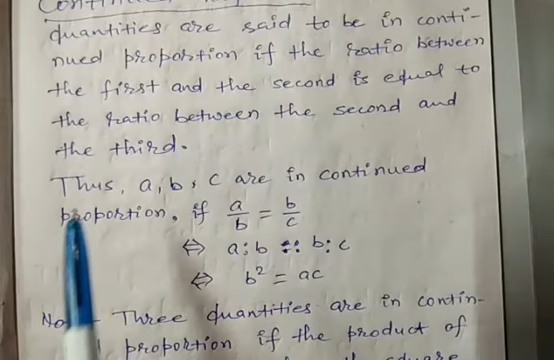 quantities are said to be in conti-
nued proportion if the ratio between
the first and the second is equal to
the ratio between the second and
the third.
Thus, a, b, c are in continued
proportion, if a/b = b/c
⇔ a:b :: b:c
⇔ b² = ac
Three quantities are in contin-
proportion if the product of